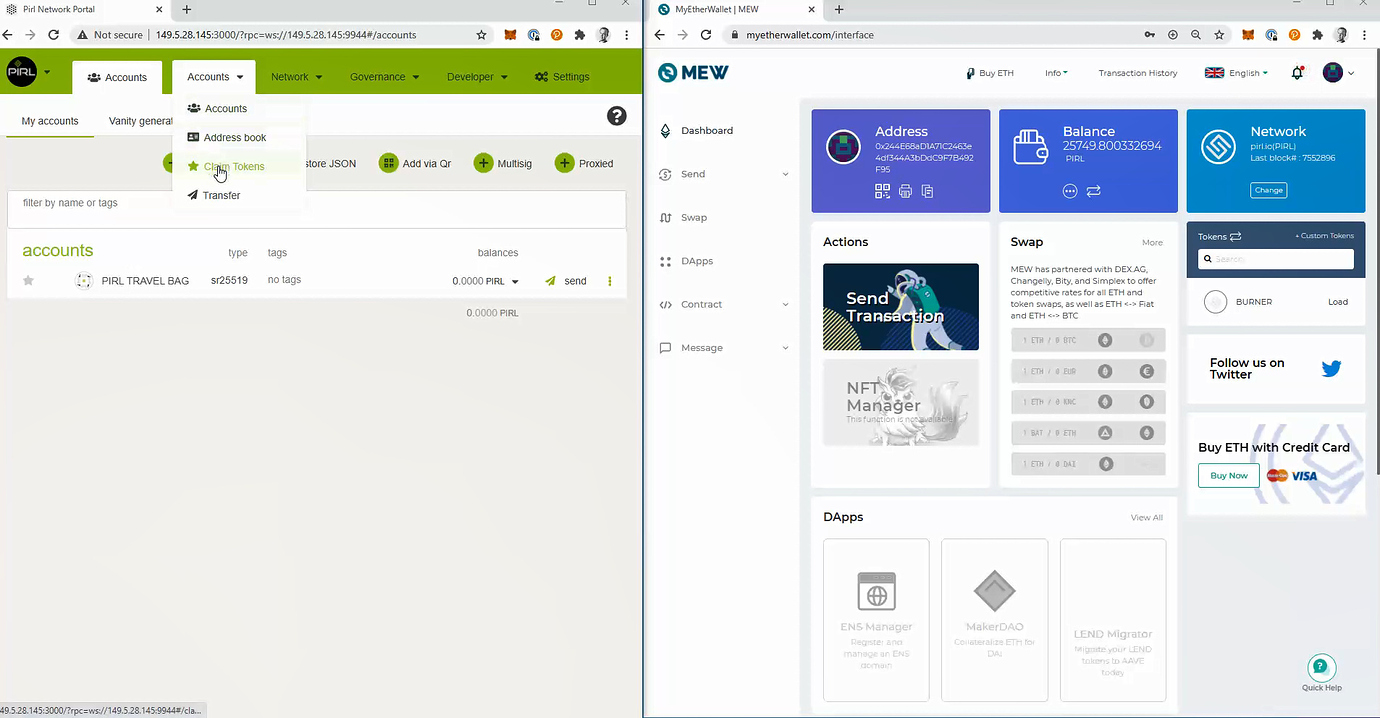 Pirl Network Portal
Not secure
149.5.28.145:3000/?rpc=ws://149.5.28.145:9944#/accounts
PIRL
Accounts
Accounts
Network
Governance
Developer
Settings
My accounts
Vanity generat
Accounts
Address book
Claim Tokens
Transfer
store JSON
Add via Qr
Multisig
Proxied
filter by name or tags
accounts
type
tags
balances
PIRL TRAVEL BAG
sr25519
no tags
0.0000 PIRL
send
0.0000 PIRL
49.5.28.145:3000/?rpc=ws://149.5.28.145:9944#/cla...
MyEtherWallet | MEW
myetherwallet.com/interface
MEW
Buy ETH
Info
Transaction History
English
Dashboard
Send
Swap
DApps
Contract
Message
Address
0x244E68aD1A71C2463e
4df344A3bDdC9F7B492
F95
Balance
25749.800332694
PIRL
Network
pirl.io(PIRL)
Last block# : 7552896
Change
Actions
Send
Transaction
NFT
Manager
This function is not available
Swap
More
MEW has partnered with DEX.AG,
Changelly, Bity, and Simplex to offer
competitive rates for all ETH and
token swaps, as well as ETH <-> Fiat
and ETH <-> BTC
1 ETH / 0 BTC
1 ETH / 0 EUR
1 ETH / 0 KNC
1 BAT / 0 ETH
1 ETH / 0 DAI
Tokens
+ Custom Tokens
Search
BURNER
Load
Follow us on
Twitter
Buy ETH with Credit Card
Buy Now
MasterCard
VISA
DApps
View All
ENS Manager
Register and
manage an ENS
domain
MakerDAO
Collateralize ETH for
DAI
LEND Migrator
Migrate your LEND
tokens to AAVE
today
Quick Help